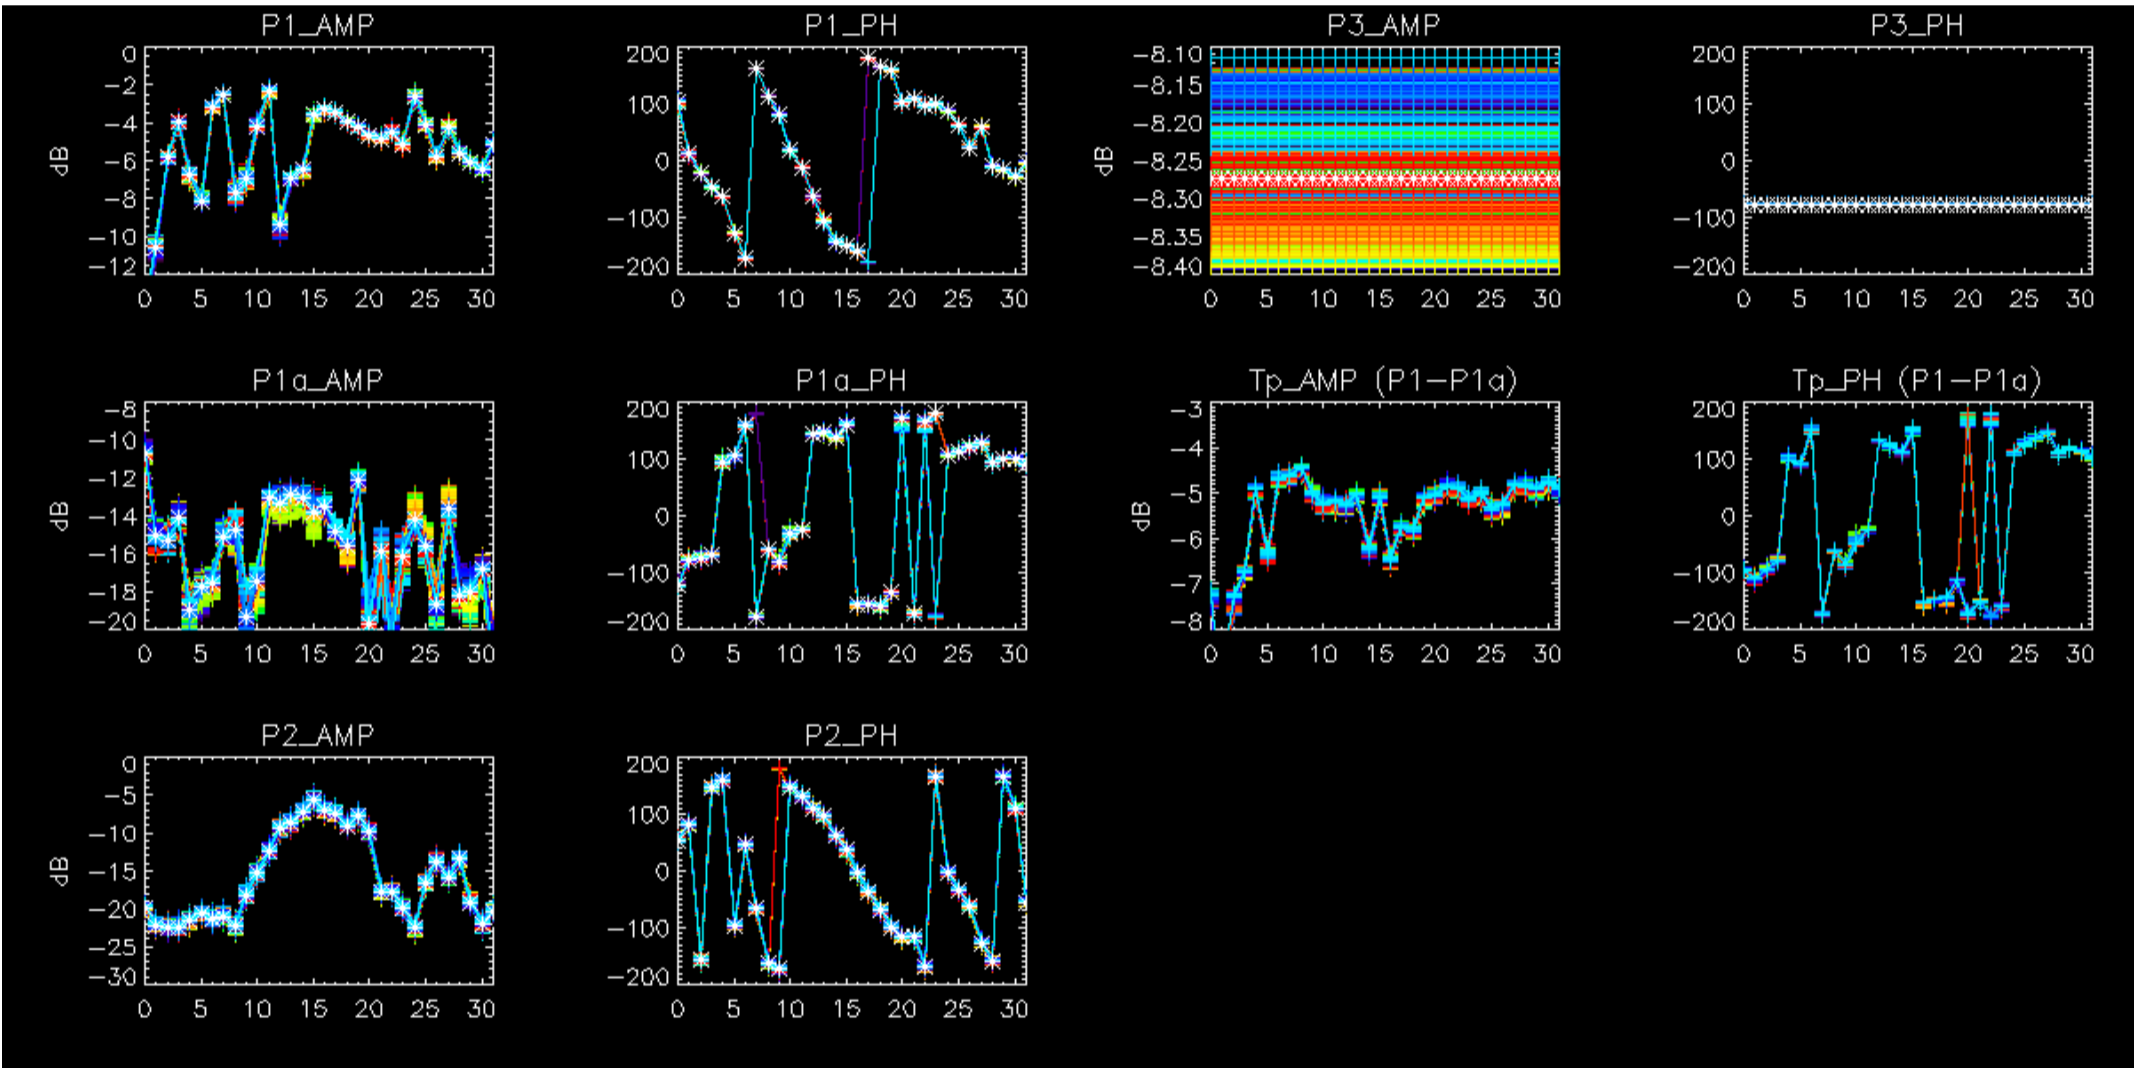 P1_AMP
P1_PH
P3_AMP
P3_PH
dB
0
-2
-4
-6
-8
-10
-12
0 5 10 15 20 25 30
200
100
0
-100
-200
0 5 10 15 20 25 30
dB
-8.10
-8.15
-8.20
-8.25
-8.30
-8.35
-8.40
0 5 10 15 20 25 30
200
100
0
-100
-200
0 5 10 15 20 25 30
P1a_AMP
P1a_PH
Tp_AMP (P1-P1a)
Tp_PH (P1-P1a)
dB
-8
-10
-12
-14
-16
-18
-20
0 5 10 15 20 25 30
200
100
0
-100
-200
0 5 10 15 20 25 30
dB
-3
-4
-5
-6
-7
-8
0 5 10 15 20 25 30
200
100
0
-100
-200
0 5 10 15 20 25 30
P2_AMP
P2_PH
dB
0
-5
-10
-15
-20
-25
-30
0 5 10 15 20 25 30
200
100
0
-100
-200
0 5 10 15 20 25 30